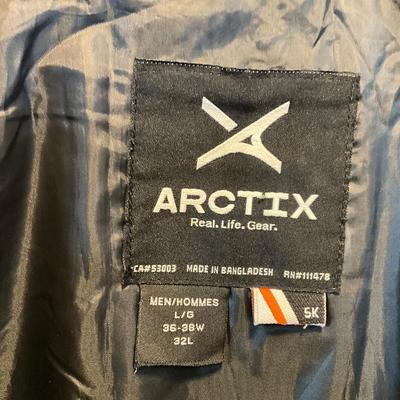 ARCTIX
Real. Life. Gear.
CA#53003 MADE IN BANGLADESH RN#111478
MEN/HOMMES
L/G
36-38W
32L
5K